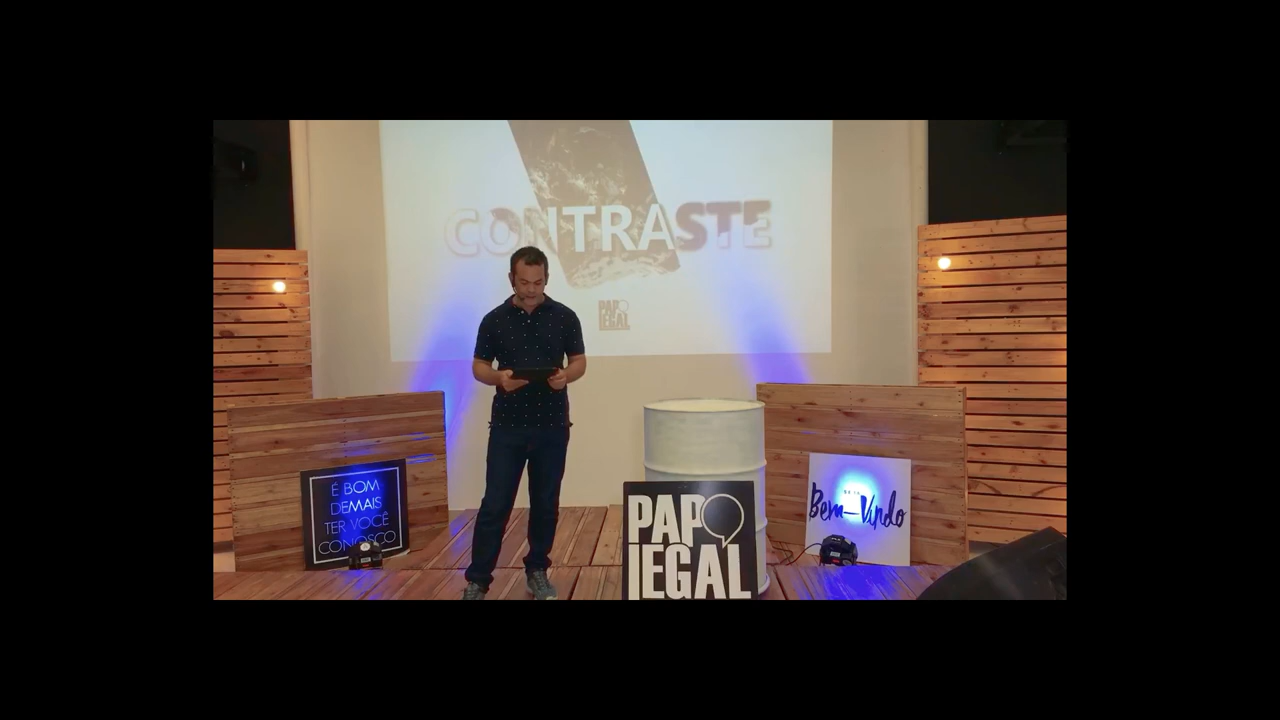 CONTRASTE
PAPO
LEGAL
É BOM
DEMAIS
TER VOCÊ
CONOSCO
PAPO
LEGAL
Bem-Vindo